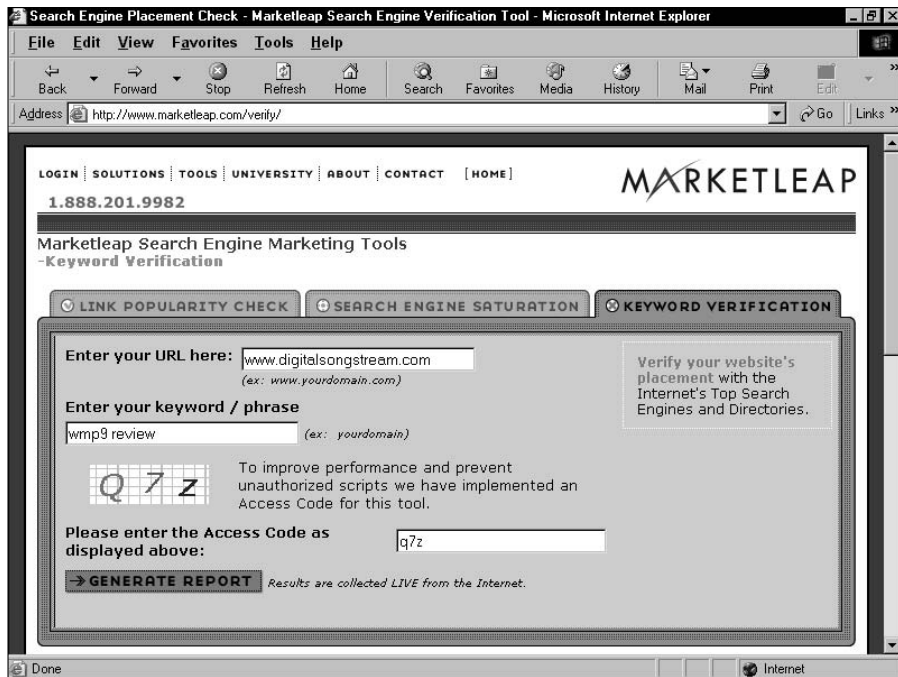 Search Engine Placement Check - Marketleap Search Engine Verification Tool - Microsoft Internet Explorer
File Edit View Favorites Tools Help
Back Forward Stop Refresh Home Search Favorites Media History Mail Print Edit »
Address http://www.marketleap.com/verify/ Go Links »
LOGIN SOLUTIONS TOOLS UNIVERSITY ABOUT CONTACT [HOME]
MARKETLEAP
1.888.201.9982
Marketleap Search Engine Marketing Tools
-Keyword Verification
LINK POPULARITY CHECK SEARCH ENGINE SATURATION KEYWORD VERIFICATION
Enter your URL here: www.digitalsongstream.com
(ex: www.yourdomain.com)
Verify your website's
placement with the
Internet's Top Search
Engines and Directories.
Enter your keyword / phrase
wmp9 review (ex: yourdomain)
Q 7 z
To improve performance and prevent
unauthorized scripts we have implemented an
Access Code for this tool.
Please enter the Access Code as
displayed above: q7z
GENERATE REPORT Results are collected LIVE from the Internet.
Done Internet